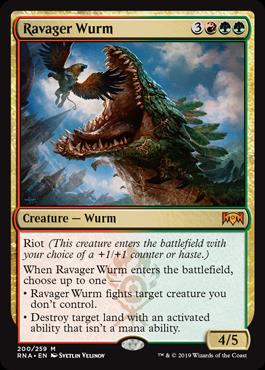 Ravager Wurm 3
Creature — Wurm
Riot (This creature enters the battlefield with
your choice of a +1/+1 counter or haste.)
When Ravager Wurm enters the battlefield,
choose up to one —
• Ravager Wurm fights target creature you
don't control.
• Destroy target land with an activated
ability that isn't a mana ability.
4/5
200/259 M
RNA • EN SVETLIN VELINOV
™ & © 2019 Wizards of the Coast